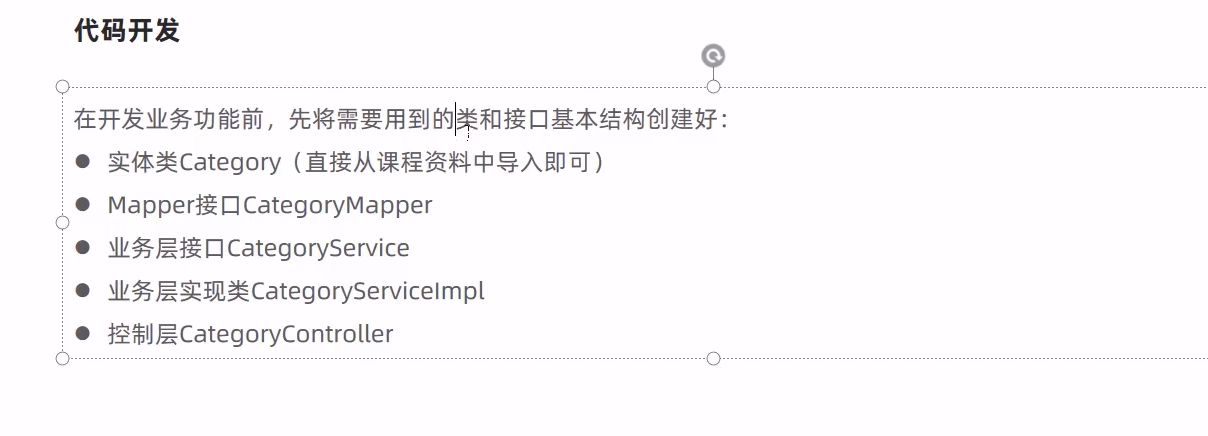 代码开发
在开发业务功能前，先将需要用到的类和接口基本结构创建好：
● 实体类Category（直接从课程资料中导入即可）
● Mapper接口CategoryMapper
● 业务层接口CategoryService
● 业务层实现类CategoryServiceImpl
● 控制层CategoryController